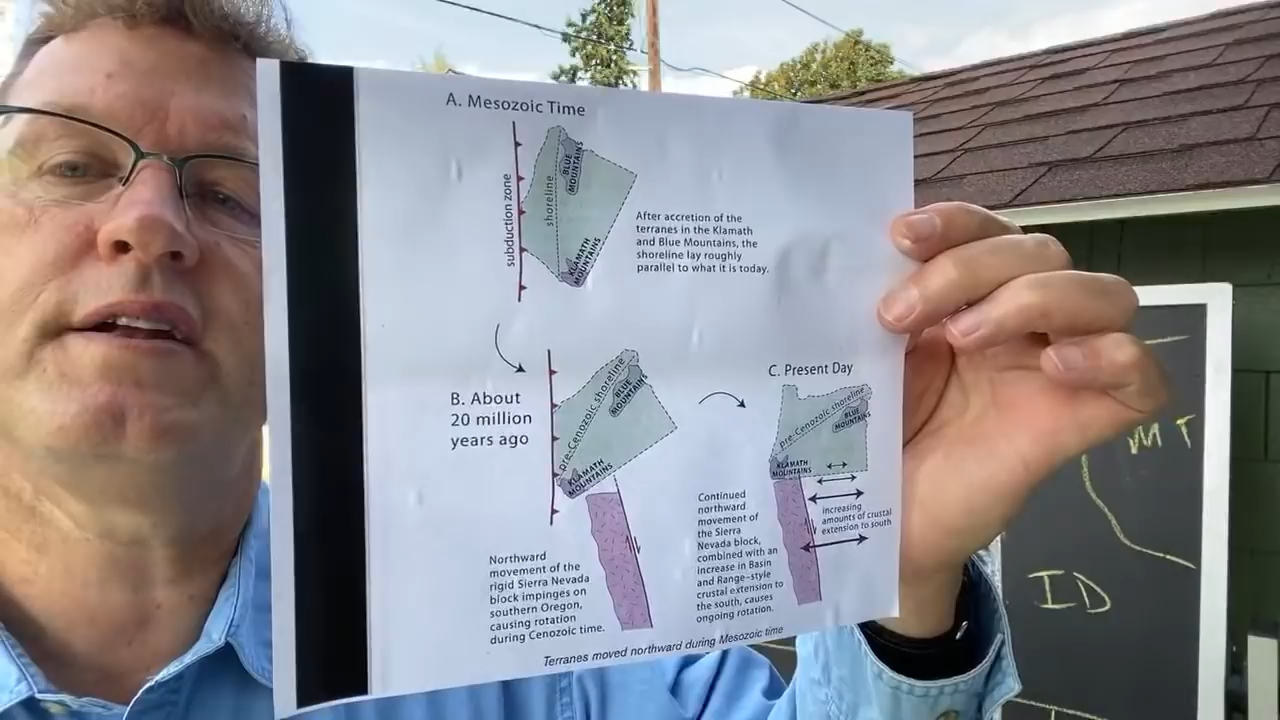 A. Mesozoic Time
subduction zone
shoreline
BLUE
MOUNTAINS
KLAMATH
MOUNTAINS
After accretion of the
terranes in the Klamath
and Blue Mountains, the
shoreline lay roughly
parallel to what it is today.
B. About
20 million
years ago
pre-Cenozoic shoreline
BLUE
MOUNTAINS
KLAMATH
MOUNTAINS
Northward
movement of the
rigid Sierra Nevada
block impinges on
southern Oregon,
causing rotation
during Cenozoic time.
C. Present Day
pre-Cenozoic shoreline
BLUE
MOUNTAINS
KLAMATH
MOUNTAINS
increasing
amounts of crustal
extension to south
Continued
northward
movement of
the Sierra
Nevada block,
combined with an
increase in Basin
and Range-style
crustal extension to
the south, causes
ongoing rotation.
Terranes moved northward during Mesozoic time
MT
ID